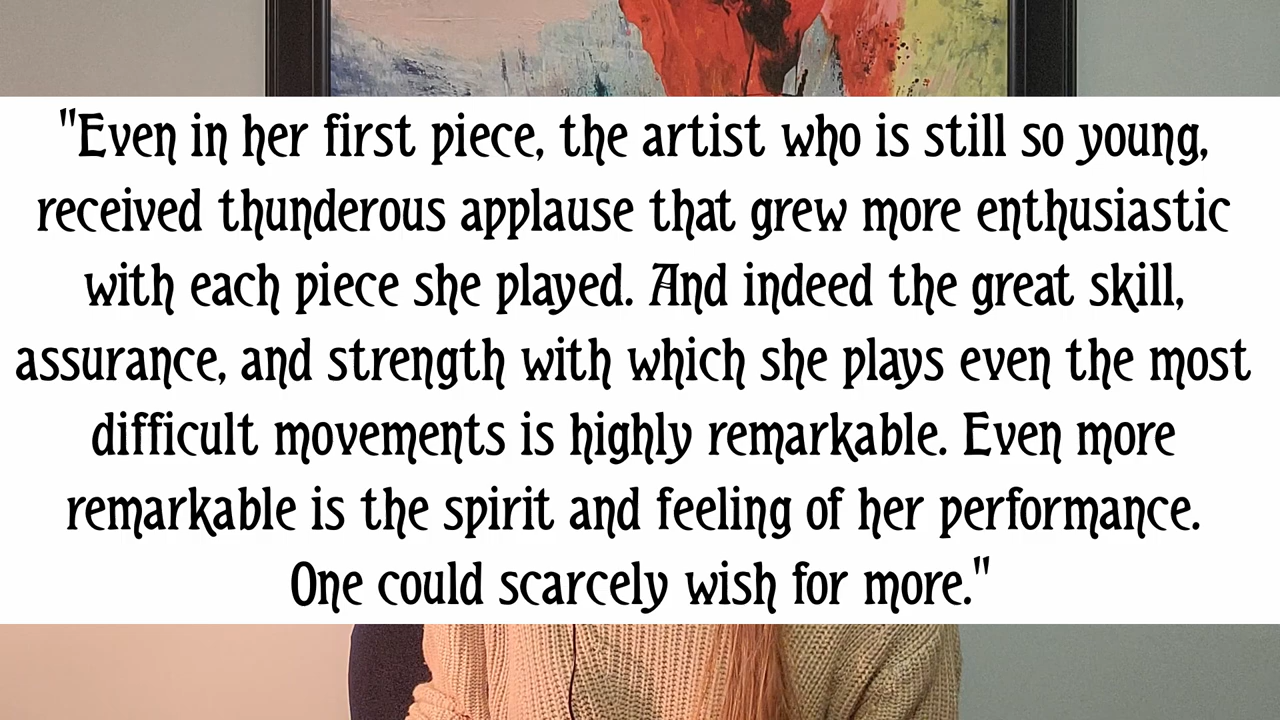 "Even in her first piece, the artist who is still so young,
received thunderous applause that grew more enthusiastic
with each piece she played. And indeed the great skill,
assurance, and strength with which she plays even the most
difficult movements is highly remarkable. Even more
remarkable is the spirit and feeling of her performance.
One could scarcely wish for more."